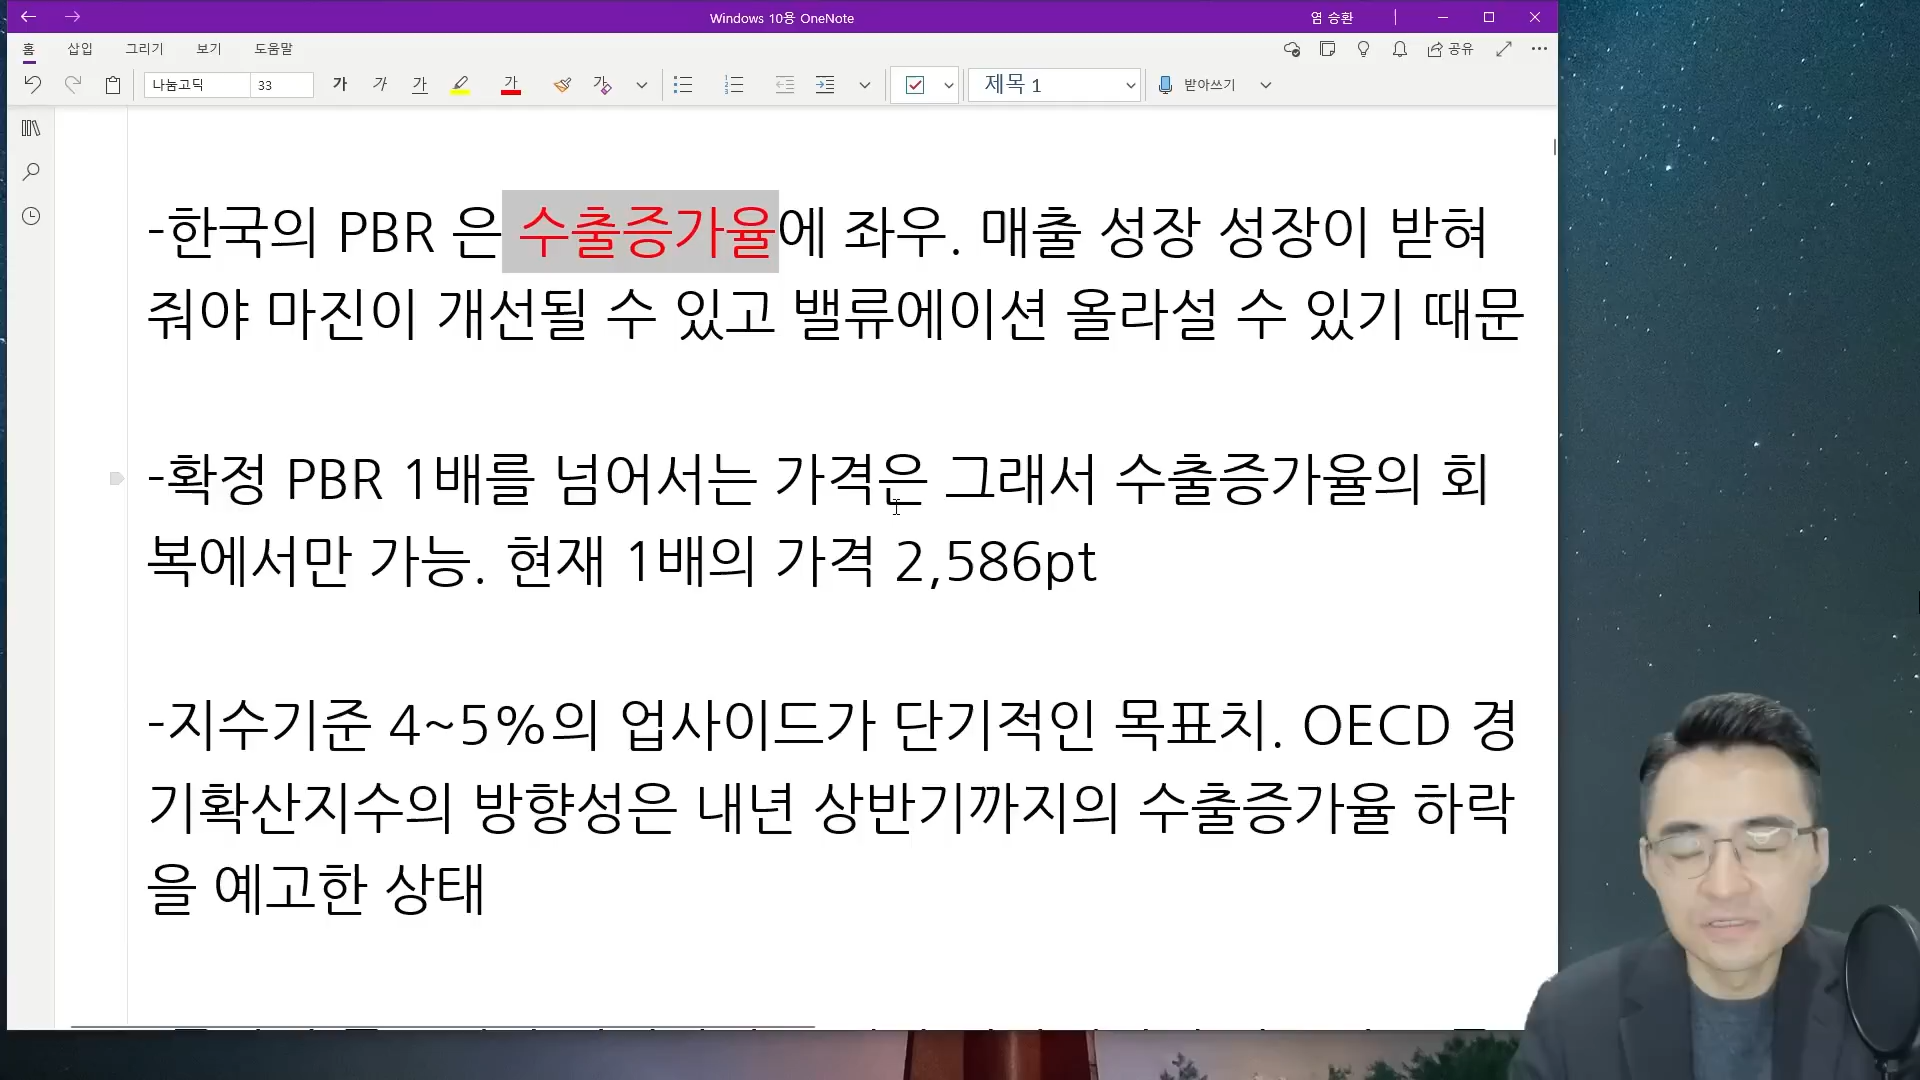 Windows 10용 OneNote
염 승환
홈 삽입 그리기 보기 도움말
공유
나눔고딕 33 가 가 가 가 가 제목 1 받아쓰기
-한국의 PBR 은 수출증가율에 좌우. 매출 성장 성장이 받혀
줘야 마진이 개선될 수 있고 밸류에이션 올라설 수 있기 때문
-확정 PBR 1배를 넘어서는 가격은 그래서 수출증가율의 회
복에서만 가능. 현재 1배의 가격 2,586pt
-지수기준 4~5%의 업사이드가 단기적인 목표치. OECD 경
기확산지수의 방향성은 내년 상반기까지의 수출증가율 하락
을 예고한 상태